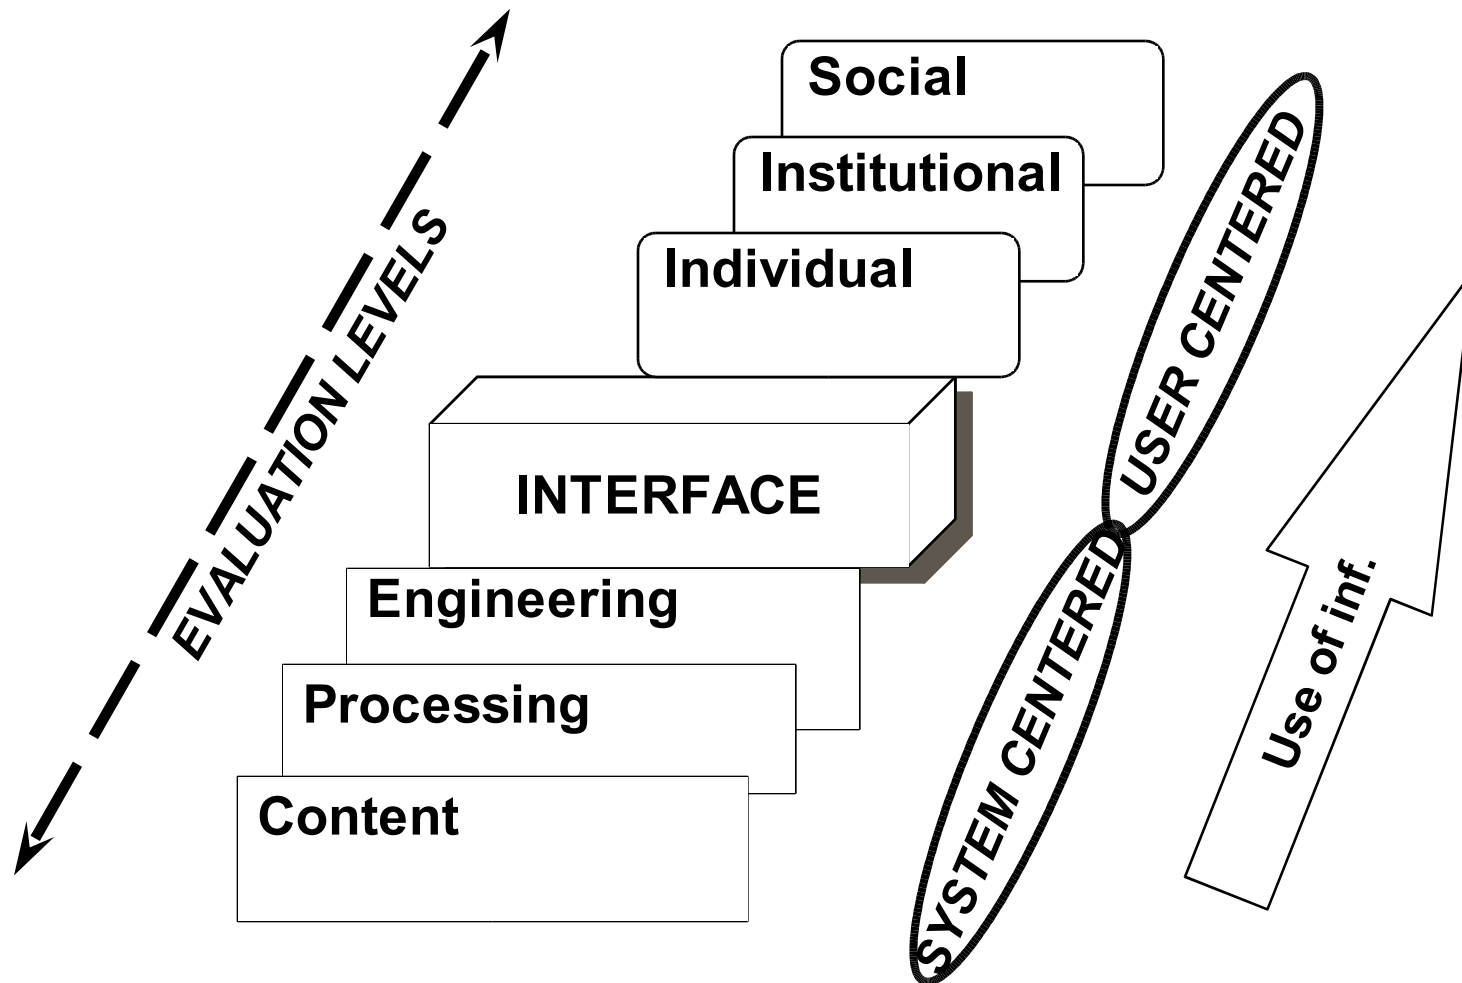 Social
Institutional
Individual
INTERFACE
Engineering
Processing
Content
EVALUATION LEVELS
USER CENTERED
SYSTEM CENTERED
Use of inf.